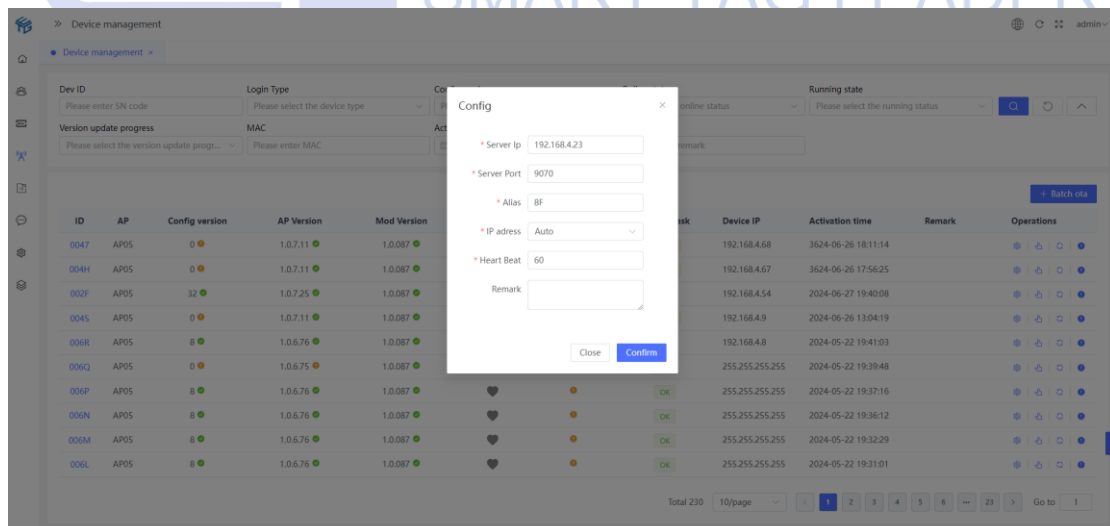 SMART TAG LEADER
Device management
admin
Device management ×
Dev ID
Login Type
Running state
Please enter SN code
Please select the device type
online status
Please select the running status
Version update progress
MAC
Please select the version update progr...
Please enter MAC
remark
+ Batch ota
ID AP Config version AP Version Mod Version Device IP Activation time Remark Operations
0047 AP05 0 1.0.7.11 1.0.087 192.168.4.68 3624-06-26 18:11:14
004H AP05 0 1.0.7.11 1.0.087 192.168.4.67 3624-06-26 17:56:25
002F AP05 32 1.0.7.25 1.0.087 192.168.4.54 2024-06-27 19:40:08
004S AP05 0 1.0.7.11 1.0.087 192.168.4.9 2024-06-26 13:04:19
006R AP05 8 1.0.6.76 1.0.087 192.168.4.8 2024-05-22 19:41:03
006Q AP05 0 1.0.6.75 1.0.087 255.255.255.255 2024-05-22 19:39:48
006P AP05 8 1.0.6.76 1.0.087 OK 255.255.255.255 2024-05-22 19:37:16
006N AP05 8 1.0.6.76 1.0.087 OK 255.255.255.255 2024-05-22 19:36:12
006M AP05 8 1.0.6.76 1.0.087 OK 255.255.255.255 2024-05-22 19:32:29
006L AP05 8 1.0.6.76 1.0.087 OK 255.255.255.255 2024-05-22 19:31:01
Total 230 10/page 1 2 3 4 5 6 ... 23 Go to 1
Config
* Server Ip 192.168.4.23
* Server Port 9070
* Alias 8F
* IP adress Auto
* Heart Beat 60
Remark
Close Confirm